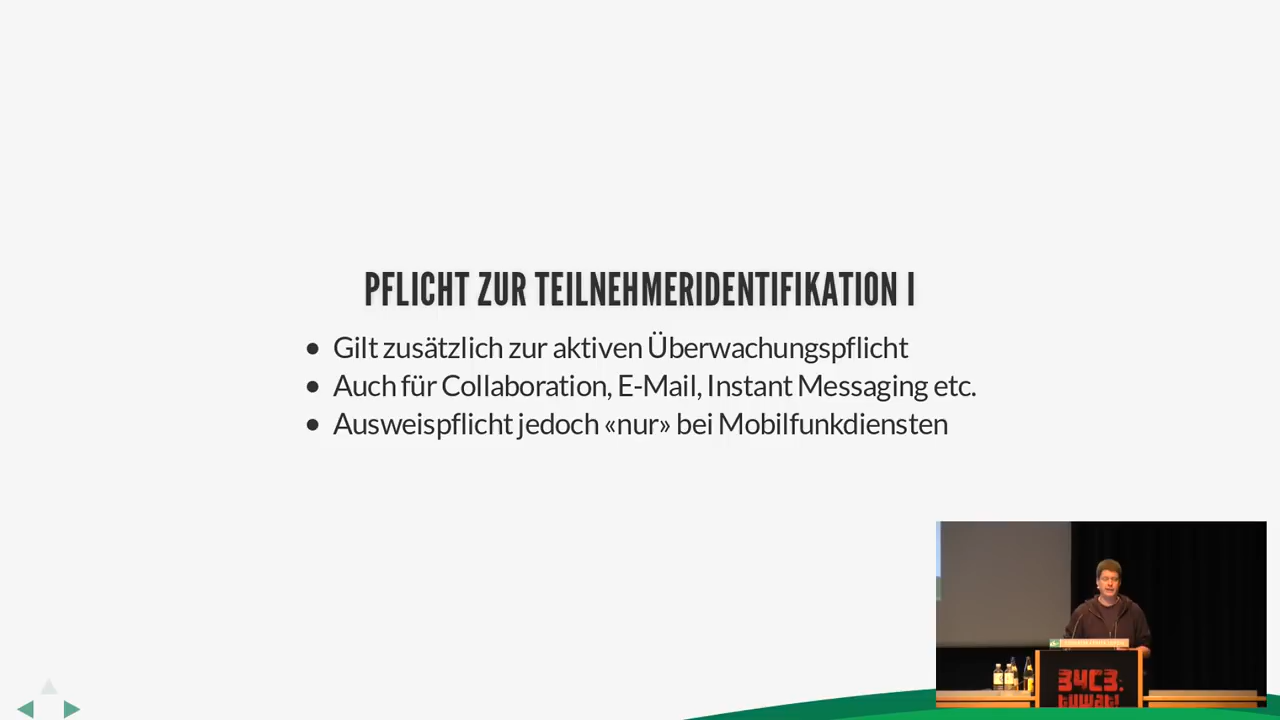 PFLICHT ZUR TEILNEHMERIDENTIFIKATION I
Gilt zusätzlich zur aktiven Überwachungspflicht
Auch für Collaboration, E-Mail, Instant Messaging etc.
Ausweispflicht jedoch «nur» bei Mobilfunkdiensten
34C3.
tuwat!